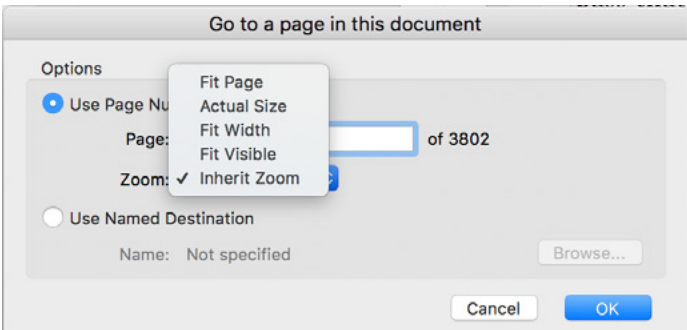 Go to a page in this document
Options
Fit Page
Actual Size
Fit Width
Fit Visible
✓ Inherit Zoom
Use Page Nu
Page: of 3802
Zoom:
Use Named Destination
Name: Not specified
Browse...
Cancel OK